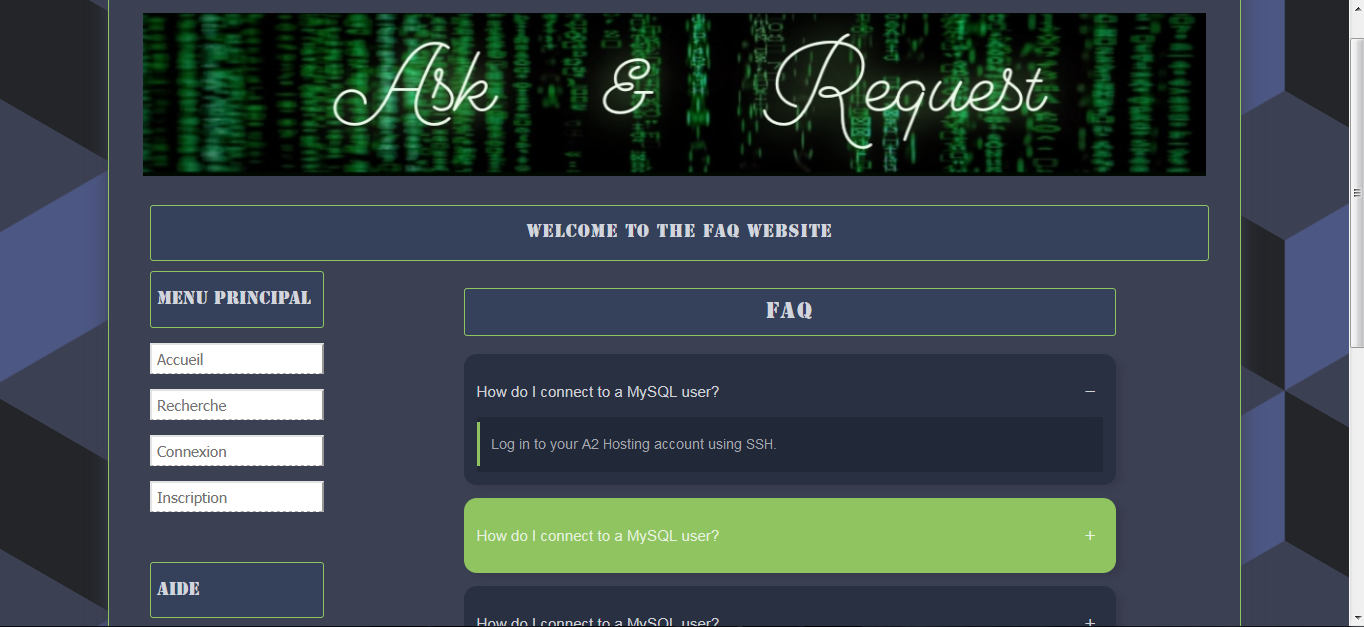 Ask & Request
WELCOME TO THE FAQ WEBSITE
MENU PRINCIPAL
Accueil
Recherche
Connexion
Inscription
AIDE
FAQ
How do I connect to a MySQL user?
−
Log in to your A2 Hosting account using SSH.
How do I connect to a MySQL user?
+
How do I connect to a MySQL user?
+